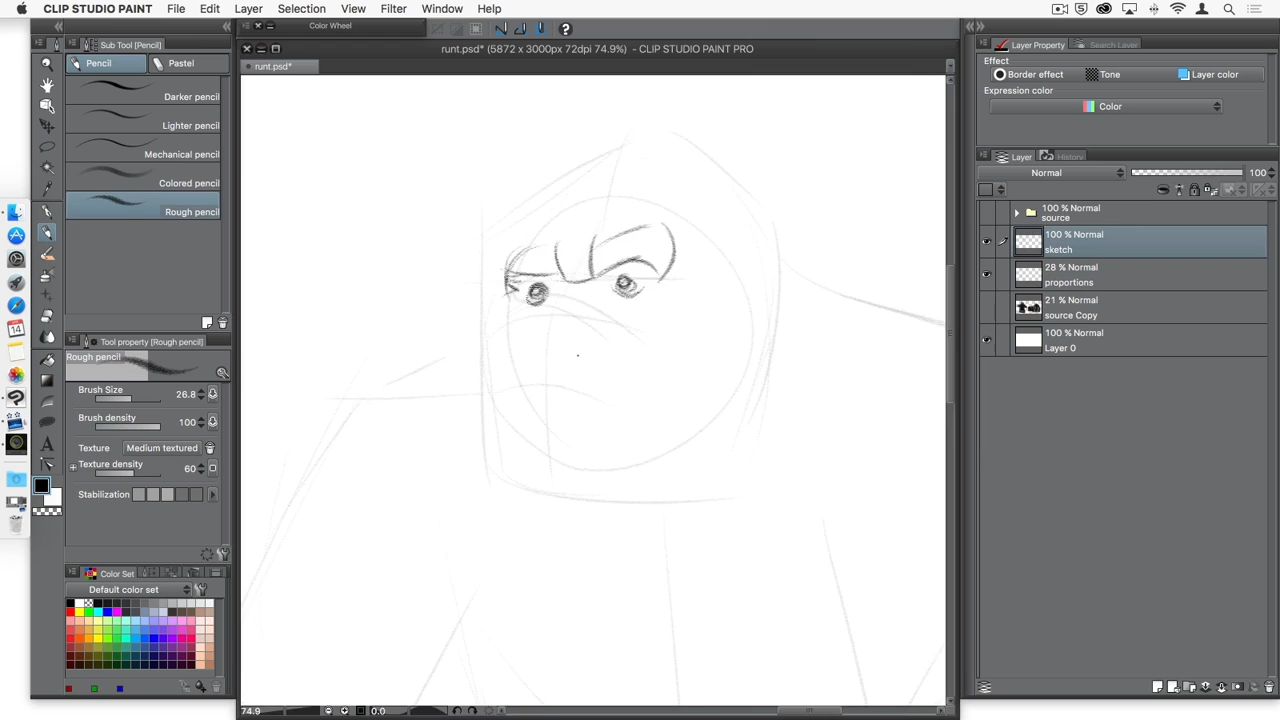 CLIP STUDIO PAINT File Edit Layer Selection View Filter Window Help
Color Wheel
Sub Tool [Pencil]
runt.psd* (5872 x 3000px 72dpi 74.9%) - CLIP STUDIO PAINT PRO
Layer Property Search Layer
Pencil Pastel
runt.psd*
Effect
Border effect Tone Layer color
Expression color
Color
Darker pencil
Lighter pencil
Mechanical pencil
Colored pencil
Rough pencil
Layer History
Normal 100
100 % Normal
source
100 % Normal
sketch
28 % Normal
proportions
21 % Normal
source Copy
100 % Normal
Layer 0
Tool property [Rough pencil]
Rough pencil
Brush Size 26.8
Brush density 100
Texture Medium textured
Texture density 60
Stabilization
Color Set
Default color set
74.9 0.0
14